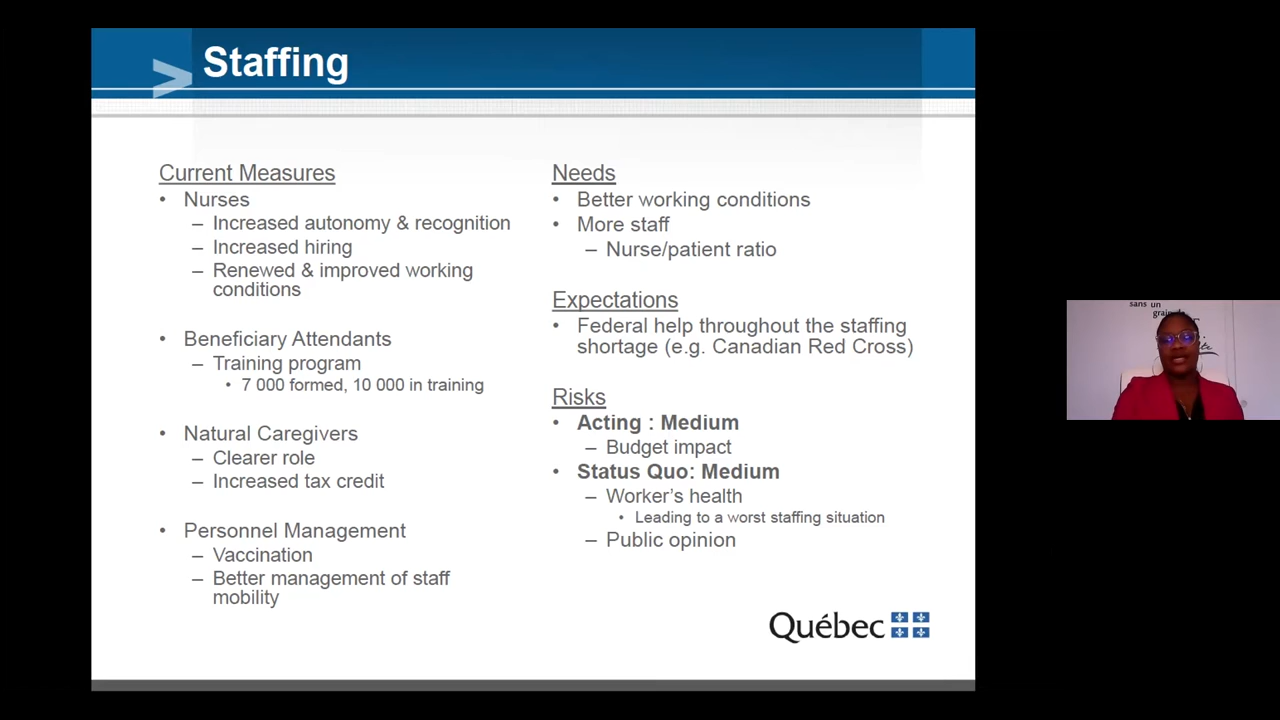 Staffing
Current Measures
• Nurses
– Increased autonomy & recognition
– Increased hiring
– Renewed & improved working
conditions
• Beneficiary Attendants
– Training program
• 7 000 formed, 10 000 in training
• Natural Caregivers
– Clearer role
– Increased tax credit
• Personnel Management
– Vaccination
– Better management of staff
mobility
Needs
• Better working conditions
• More staff
– Nurse/patient ratio
Expectations
• Federal help throughout the staffing
shortage (e.g. Canadian Red Cross)
Risks
• Acting : Medium
– Budget impact
• Status Quo: Medium
– Worker's health
• Leading to a worst staffing situation
– Public opinion
Québec
sans un